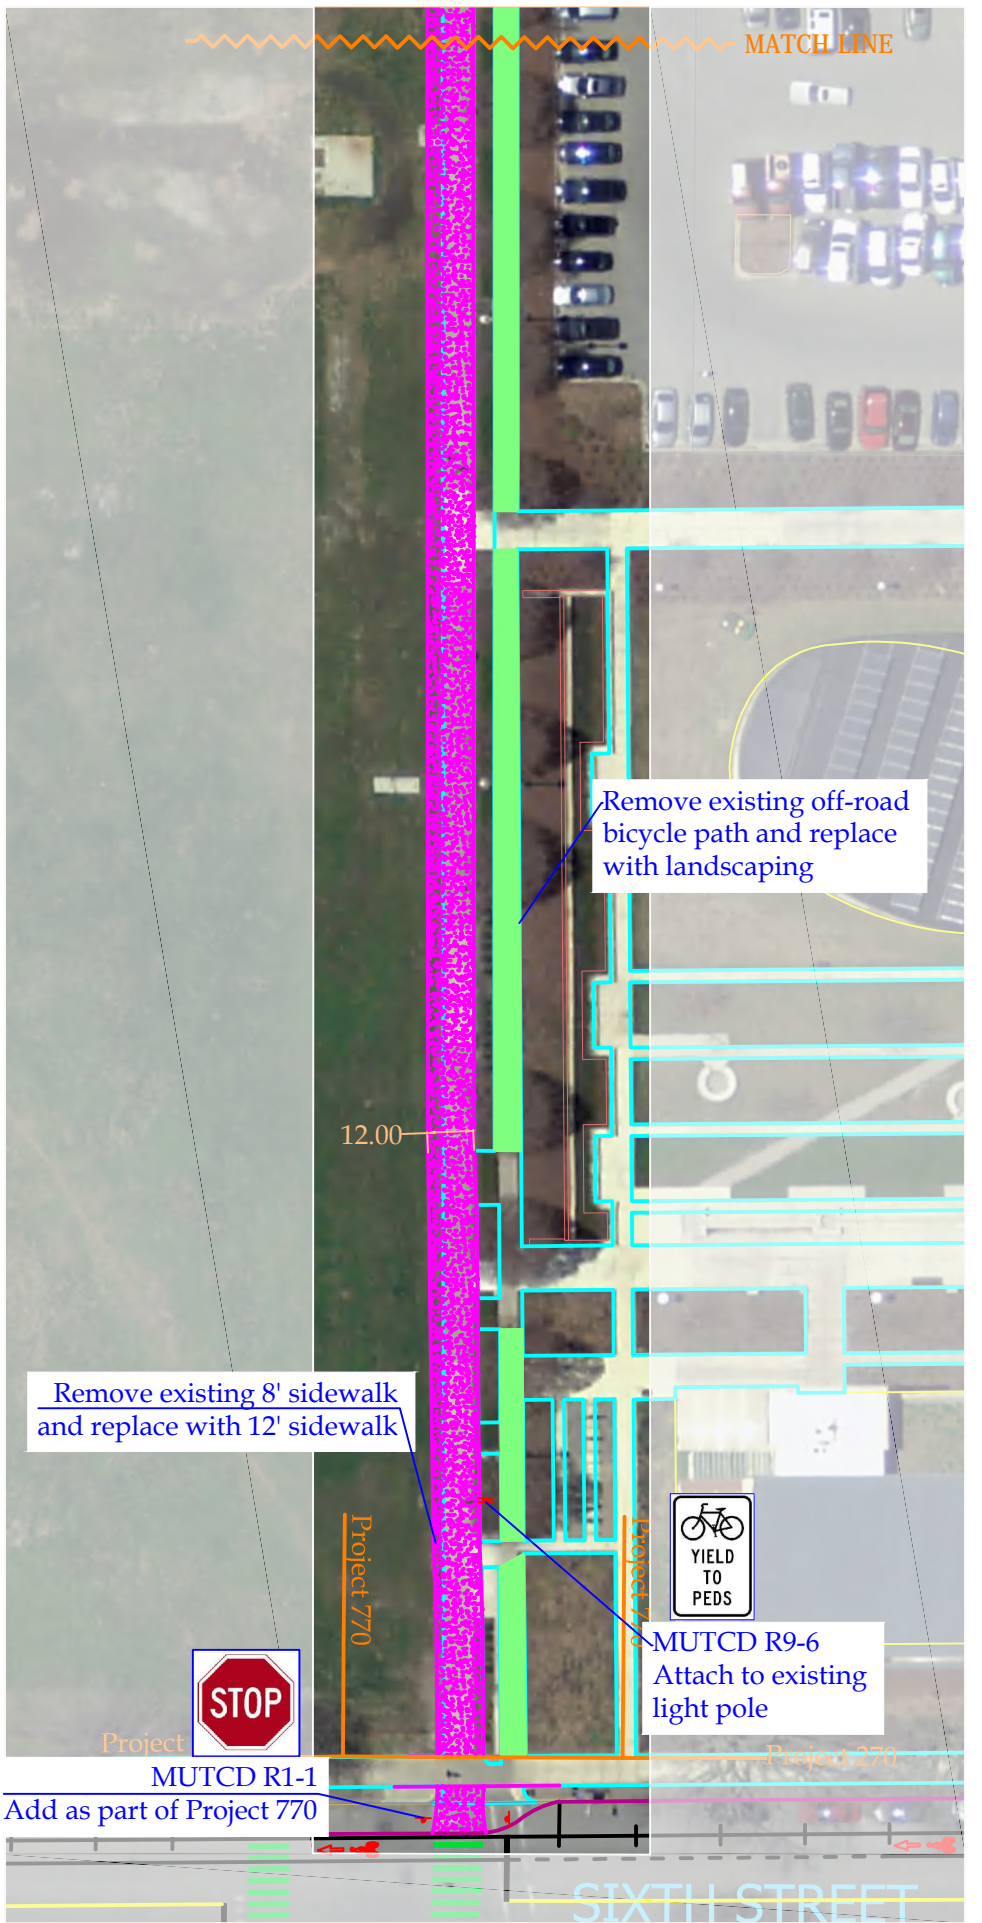 MATCH LINE
Remove existing off-road
bicycle path and replace
with landscaping
12.00
Remove existing 8' sidewalk
and replace with 12' sidewalk
Project 770
Project 770
YIELD
TO
PEDS
MUTCD R9-6
Attach to existing
light pole
STOP
Project
Project 270
MUTCD R1-1
Add as part of Project 770
SIXTH STREET